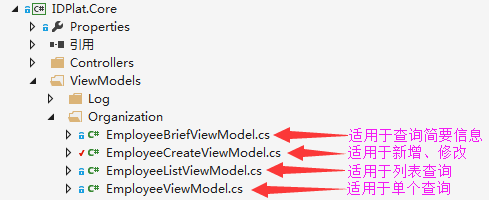 IDPlat.Core
Properties
引用
Controllers
ViewModels
Log
Organization
EmployeeBriefViewModel.cs 适用于查询简要信息
EmployeeCreateViewModel.cs 适用于新增、修改
EmployeeListViewModel.cs 适用于列表查询
EmployeeViewModel.cs 适用于单个查询